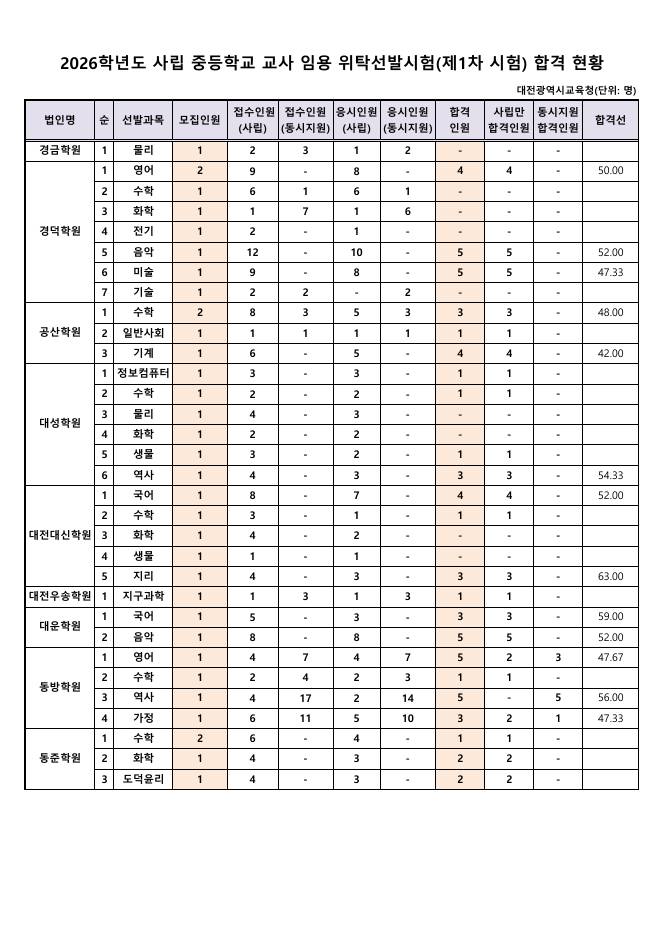 2026학년도 사립 중등학교 교사 임용 위탁선발시험(제1차 시험) 합격 현황
대전광역시교육청(단위: 명)
법인명 순 선발과목 모집인원 접수인원(사립) 접수인원(동시지원) 응시인원(사립) 응시인원(동시지원) 합격인원 사립만합격인원 동시지원합격인원 합격선
경금학원 1 물리 1 2 3 1 2 - - -
경덕학원 1 영어 2 9 - 8 - 4 4 - 50.00
2 수학 1 6 1 6 1 - - -
3 화학 1 1 7 1 6 - - -
4 전기 1 2 - 1 - - - -
5 음악 1 12 - 10 - 5 5 - 52.00
6 미술 1 9 - 8 - 5 5 - 47.33
7 기술 1 2 2 - 2 - - -
공산학원 1 수학 2 8 3 5 3 3 3 - 48.00
2 일반사회 1 1 1 1 1 1 1 -
3 기계 1 6 - 5 - 4 4 - 42.00
대성학원 1 정보컴퓨터 1 3 - 3 - 1 1 -
2 수학 1 2 - 2 - 1 1 -
3 물리 1 4 - 3 - - - -
4 화학 1 2 - 2 - - - -
5 생물 1 3 - 2 - 1 1 -
6 역사 1 4 - 3 - 3 3 - 54.33
대전대신학원 1 국어 1 8 - 7 - 4 4 - 52.00
2 수학 1 3 - 1 - 1 1 -
3 화학 1 4 - 2 - - - -
4 생물 1 1 - 1 - - - -
5 지리 1 4 - 3 - 3 3 - 63.00
대전우송학원 1 지구과학 1 1 3 1 3 1 1 -
대운학원 1 국어 1 5 - 3 - 3 3 - 59.00
2 음악 1 8 - 8 - 5 5 - 52.00
동방학원 1 영어 1 4 7 4 7 5 2 3 47.67
2 수학 1 2 4 2 3 1 1 -
3 역사 1 4 17 2 14 5 - 5 56.00
4 가정 1 6 11 5 10 3 2 1 47.33
동준학원 1 수학 2 6 - 4 - 1 1 -
2 화학 1 4 - 3 - 2 2 -
3 도덕윤리 1 4 - 3 - 2 2 -